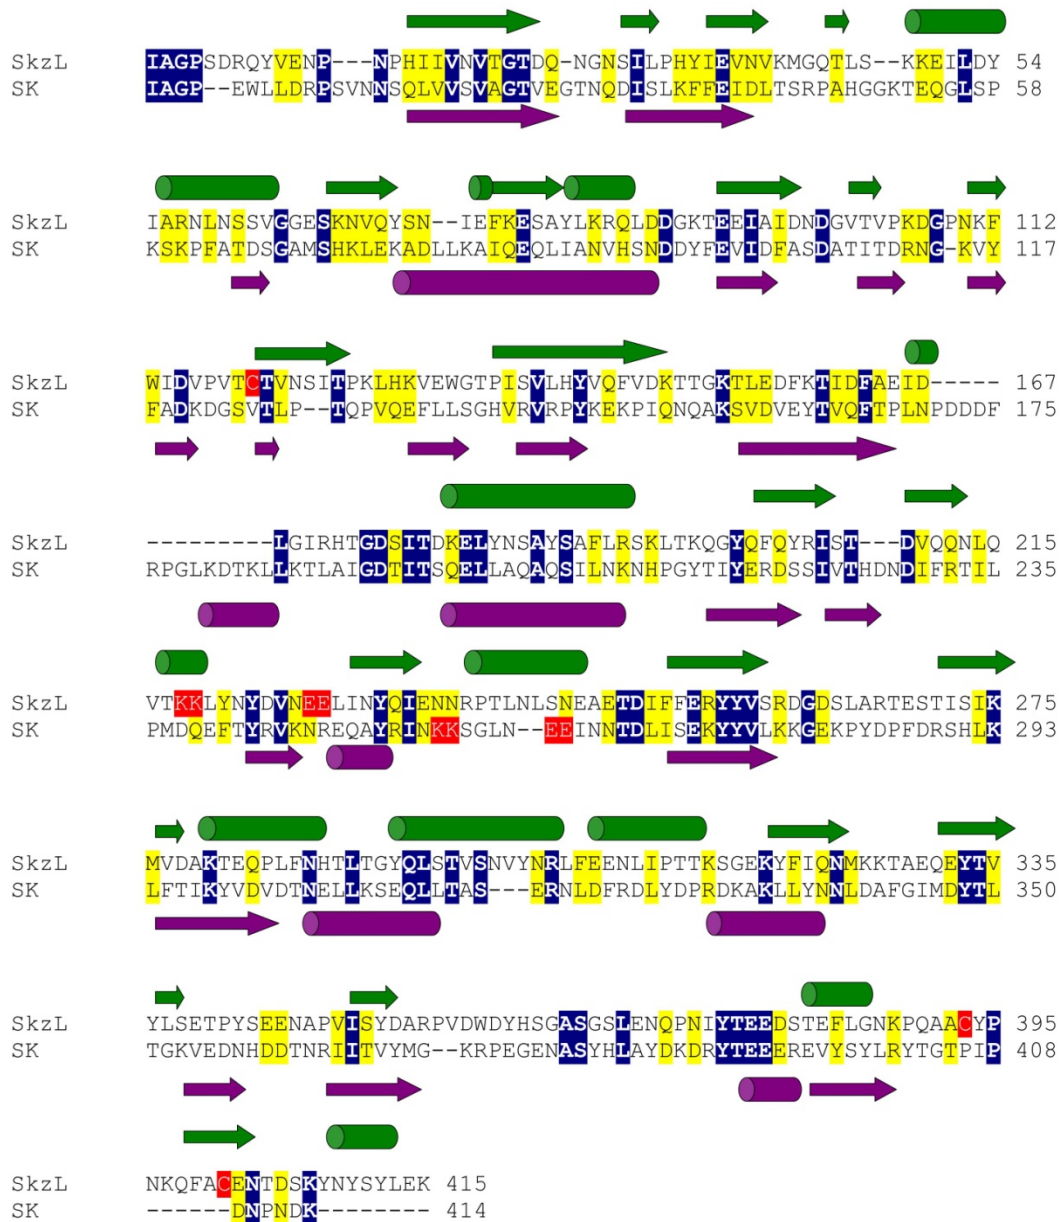 SkzL IAGPSDRQYVENP---NPHIIVNVTGTDQ-NGNSILPHYIEVNVKMGQTLS--KKEILDY 54
SK IAGP--EWLLDRPSVNNSQLVVSVAGTVEGTNQDISLKFFEIDLTSRPAHGGKTEQGLSP 58
SkzL IARNLNSSVGGESKNVQYSN--IEFKESAYLKRQLDDGKTEEIAIDNDGVTVPKDGPNKF 112
SK KSKPFATDSGAMSHKLEKADLLKAIQEQLIANVHSNDDYFEVIDFASDATITDRNG-KVY 117
SkzL WIDVPVTCTVNSITPKLHKVEWGTPISVLHYVQFVDKTTGKTLEDFKTIDFAEID----- 167
SK FADKDGSVTLP--TQPVQEFLLSGHVRVRPYKEKPIQNQAKSVDVEYTVQFTPLNPDDDF 175
SkzL ---------LGIRHTGDSITDKELYNSAYSAFLRSKLTKQGYQFQYRIST---DVQQNLQ 215
SK RPGLKDTKLLKTLAIGDTITSQELLAQAQSILNKNHPGYTIYERDSSIVTHDNDIFRTIL 235
SkzL VTKKLYNYDVNEELINYQIENNRPTLNLSNEAETDIFFERYYVSRDGDSLARTESTISIK 275
SK PMDQEFTYRVKNREQAYRINKKSGLN--EEINNTDLISEKYYVLKKGEKPYDPFDRSHLK 293
SkzL MVDAKTEQPLFNHTLTGYQLSTVSNVYNRLFEENLIPTTKSGEKYFIQNMKKTAEQEYTV 335
SK LFTIKYVDVDTNELLKSEQLLTAS---ERNLDFRDLYDPRDKAKLLYNNLDAFGIMDYTL 350
SkzL YLSETPYSEENAPVISYDARPVDWDYHSGASGSLENQPNIYTEEDSTEFLGNKPQAACYP 395
SK TGKVEDNHDDTNRIITVYMG--KRPEGENASYHLAYDKDRYTEEEREVYSYLRYTGTPIP 408
SkzL NKQFACENTDSKYNYSYLEK 415
SK ------DNPNDK-------- 414